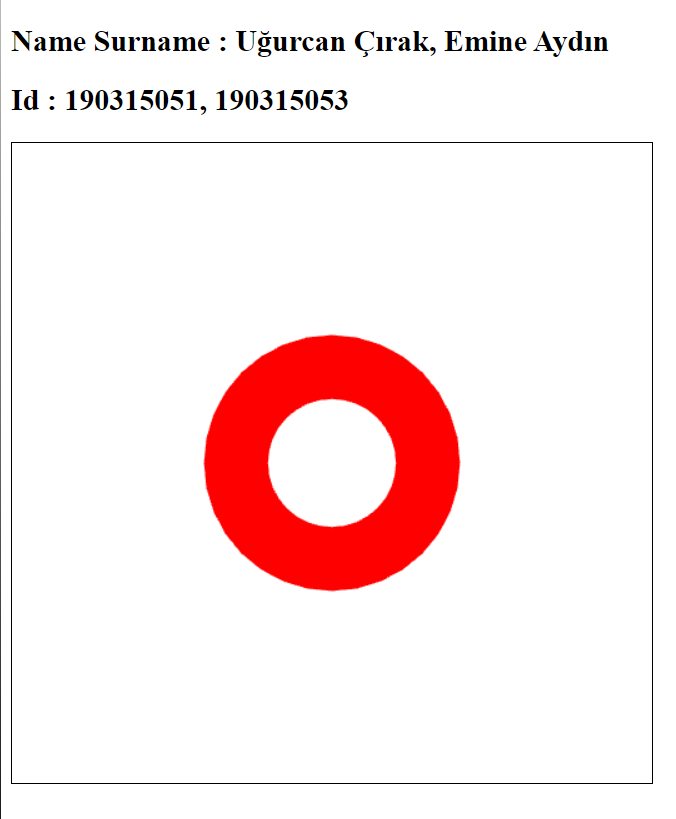 Name Surname : Uğurcan Çırak, Emine Aydın
Id : 190315051, 190315053